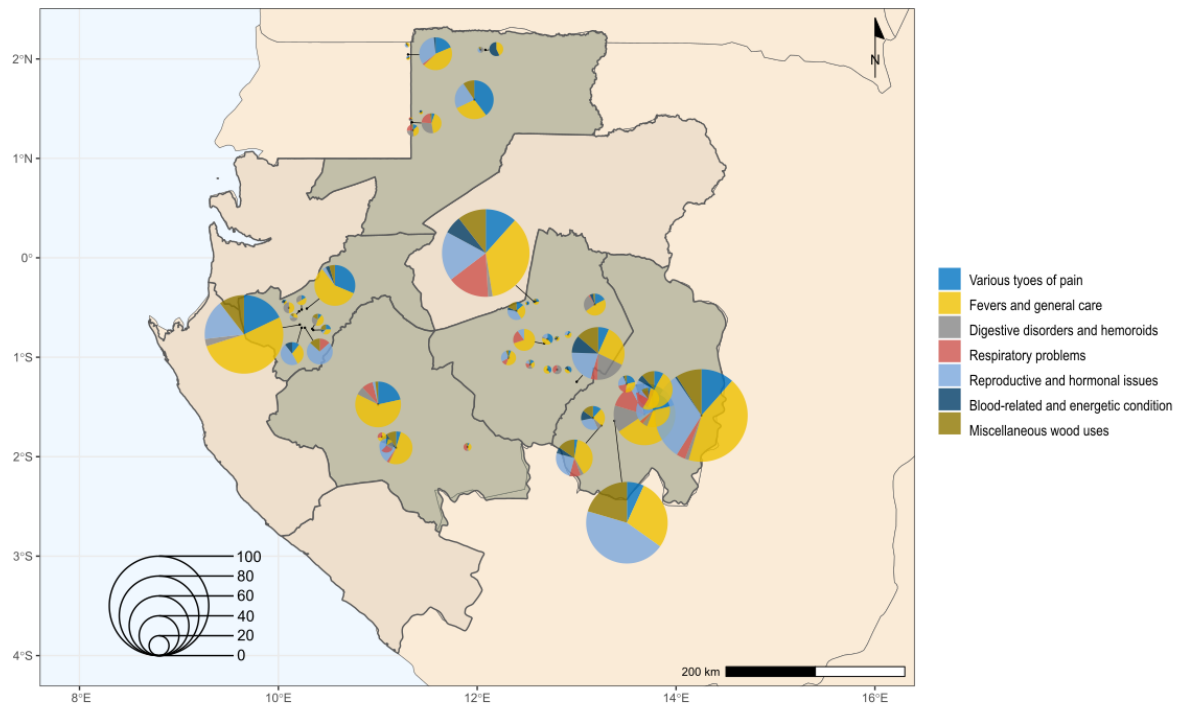 2°N
1°N
0°
1°S
2°S
3°S
4°S
8°E
10°E
12°E
14°E
16°E
N
100
80
60
40
20
0
200 km
Various tyoes of pain
Fevers and general care
Digestive disorders and hemoroids
Respiratory problems
Reproductive and hormonal issues
Blood-related and energetic condition
Miscellaneous wood uses